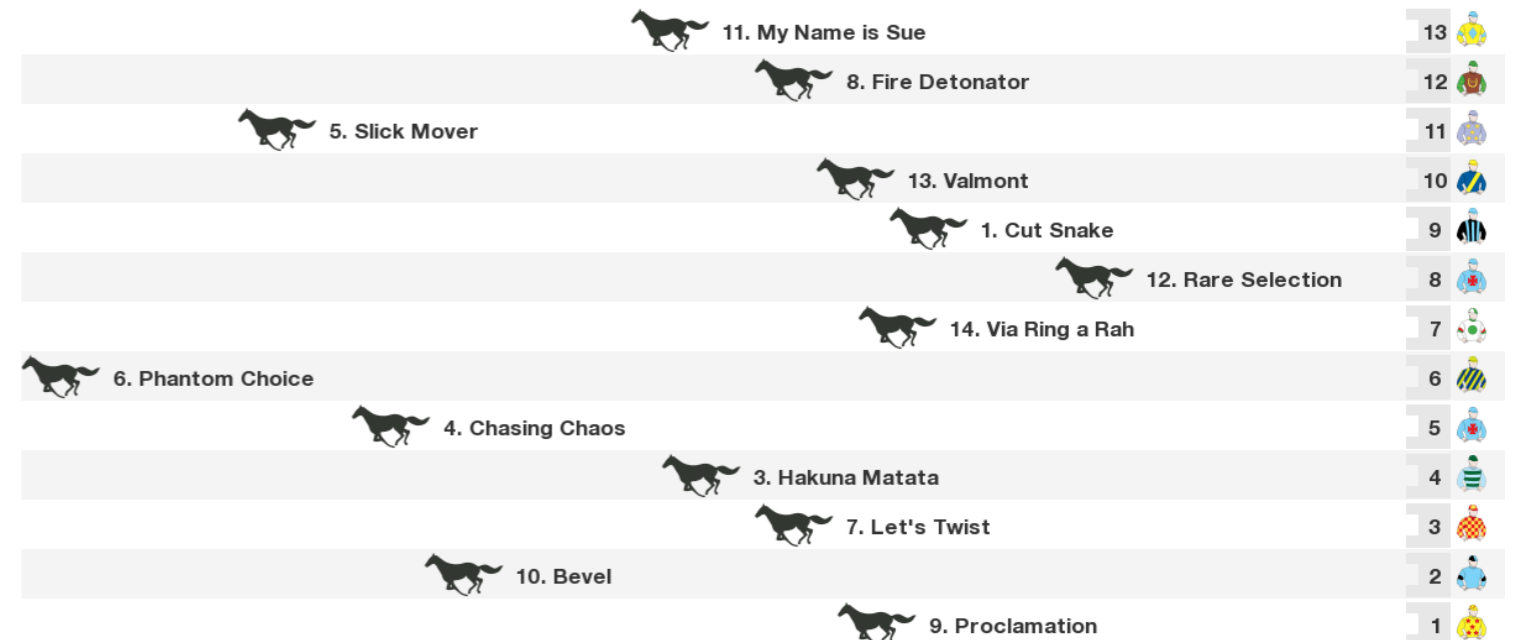 11. My Name is Sue 13
8. Fire Detonator 12
5. Slick Mover 11
13. Valmont 10
1. Cut Snake 9
12. Rare Selection 8
14. Via Ring a Rah 7
6. Phantom Choice 6
4. Chasing Chaos 5
3. Hakuna Matata 4
7. Let's Twist 3
10. Bevel 2
9. Proclamation 1